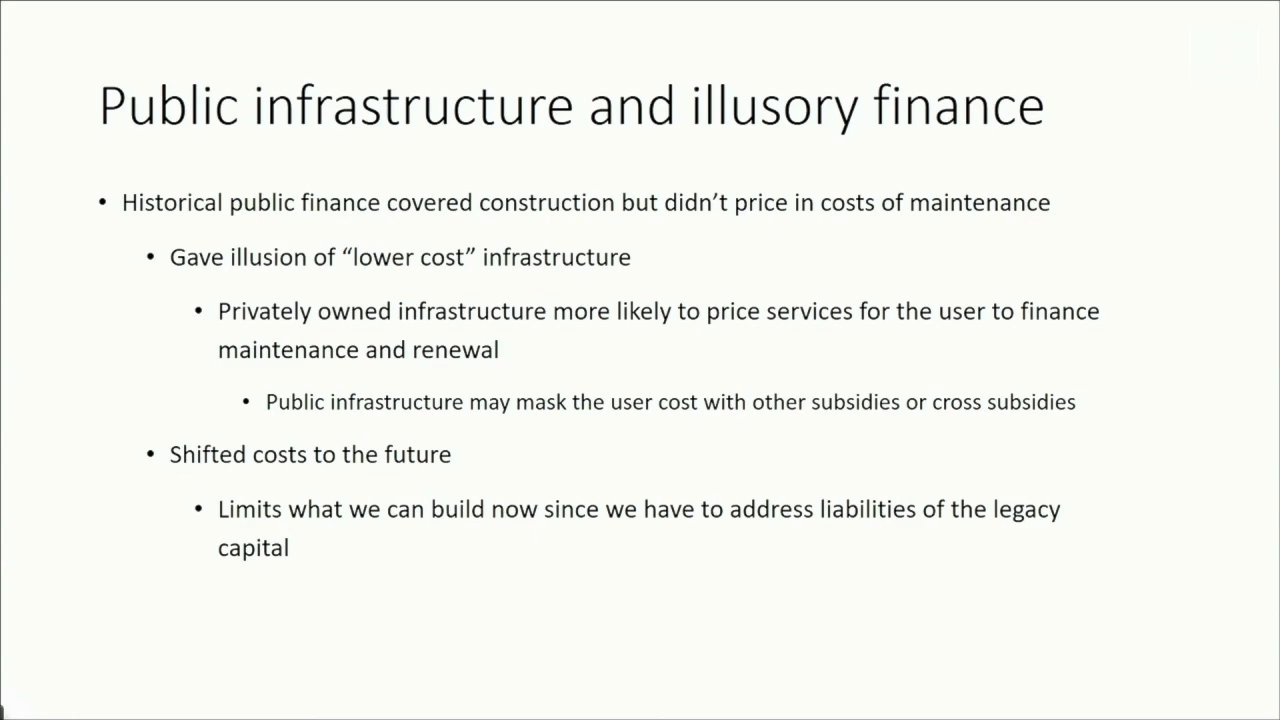 Public infrastructure and illusory finance
• Historical public finance covered construction but didn’t price in costs of maintenance
• Gave illusion of “lower cost” infrastructure
• Privately owned infrastructure more likely to price services for the user to finance
maintenance and renewal
• Public infrastructure may mask the user cost with other subsidies or cross subsidies
• Shifted costs to the future
• Limits what we can build now since we have to address liabilities of the legacy
capital